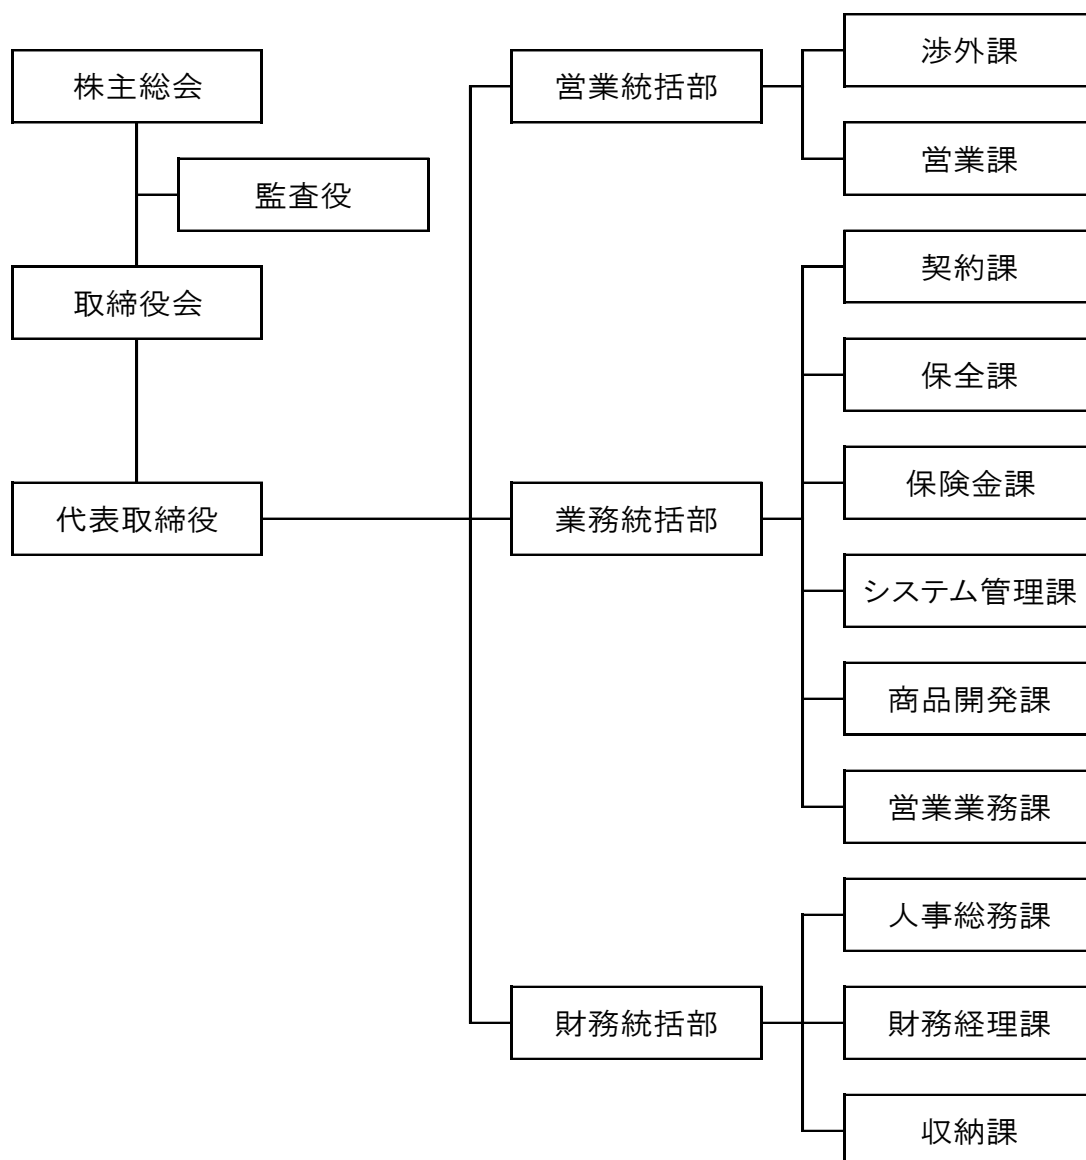 株主総会
監査役
取締役会
代表取締役
営業統括部
渉外課
営業課
業務統括部
契約課
保全課
保険金課
システム管理課
商品開発課
営業業務課
財務統括部
人事総務課
財務経理課
収納課